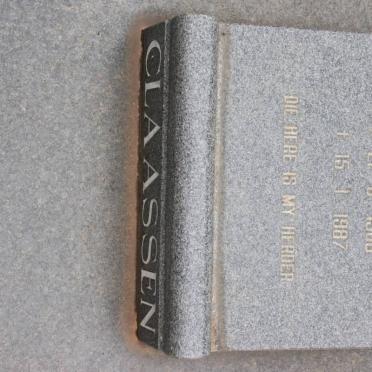 † 15 1 1987
DIE HERE IS MY HERDER
CLAASSEN